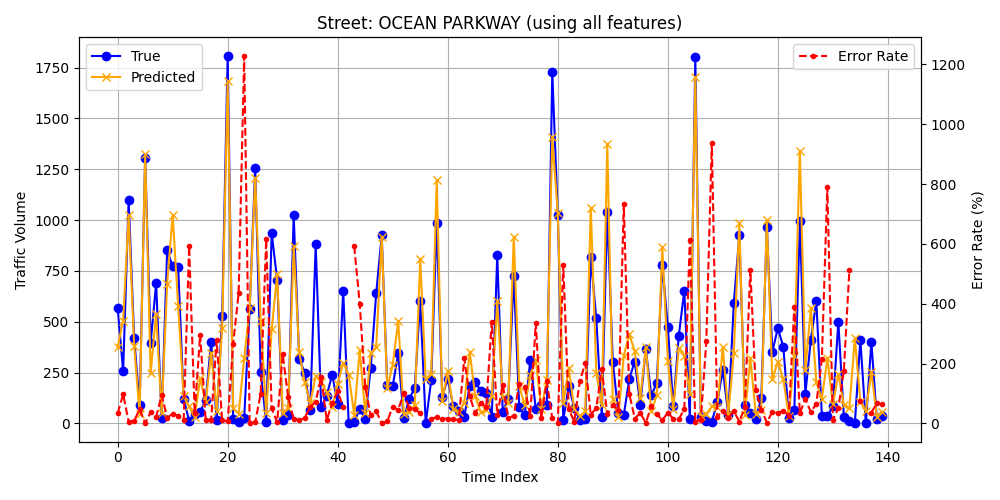 Street: OCEAN PARKWAY (using all features)
True
Predicted
Error Rate
Traffic Volume
1750
1500
1250
1000
750
500
250
0
1200
1000
800
600
400
200
0
Error Rate (%)
0 20 40 60 80 100 120 140
Time Index